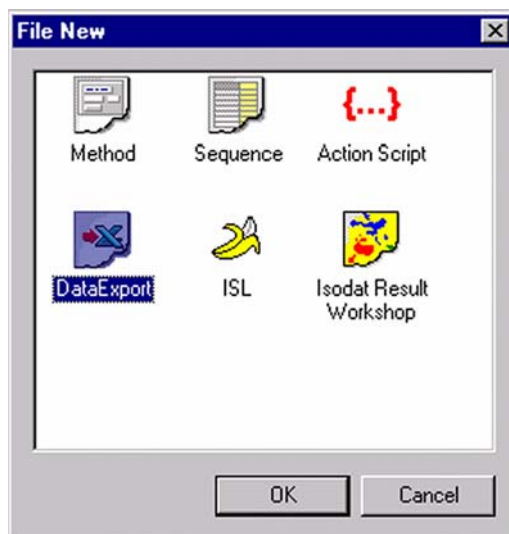 File New
Method
Sequence
{...}
Action Script
X
DataExport
ISL
Isodat Result
Workshop
OK
Cancel